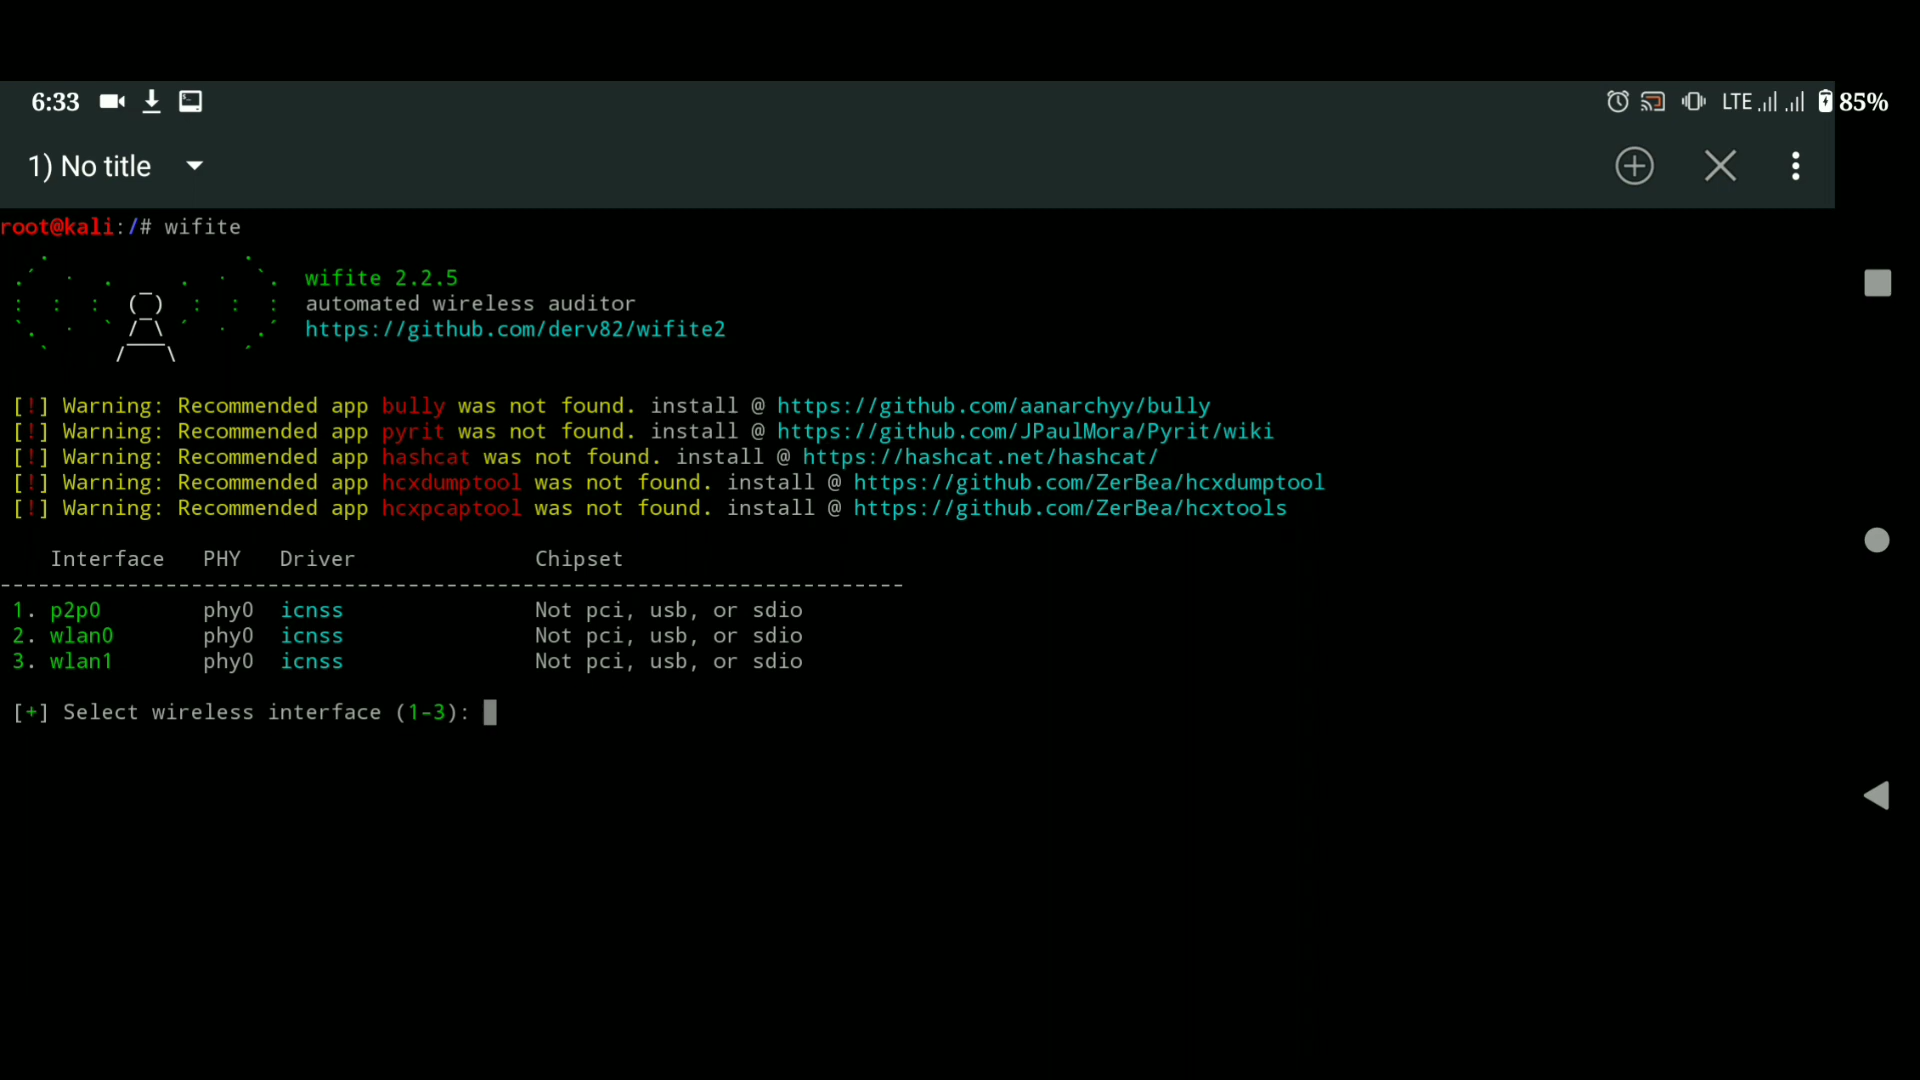 6:33 LTE 85%
1) No title
root@kali:/# wifite
wifite 2.2.5
automated wireless auditor
https://github.com/derv82/wifite2
[!] Warning: Recommended app bully was not found. install @ https://github.com/aanarchyy/bully
[!] Warning: Recommended app pyrit was not found. install @ https://github.com/JPaulMora/Pyrit/wiki
[!] Warning: Recommended app hashcat was not found. install @ https://hashcat.net/hashcat/
[!] Warning: Recommended app hcxdumptool was not found. install @ https://github.com/ZerBea/hcxdumptool
[!] Warning: Recommended app hcxpcaptool was not found. install @ https://github.com/ZerBea/hcxtools
Interface PHY Driver Chipset
-----------------------------------------------------------------------
1. p2p0 phy0 icnss Not pci, usb, or sdio
2. wlan0 phy0 icnss Not pci, usb, or sdio
3. wlan1 phy0 icnss Not pci, usb, or sdio
[+] Select wireless interface (1-3):